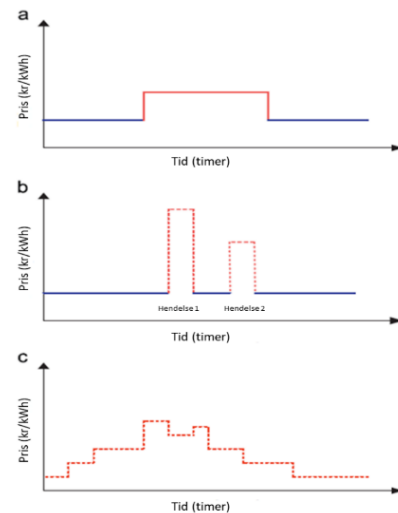 a
Pris (kr/kWh)
Tid (timer)
b
Pris (kr/kWh)
Hendelse 1 Hendelse 2
Tid (timer)
c
Pris (kr/kWh)
Tid (timer)